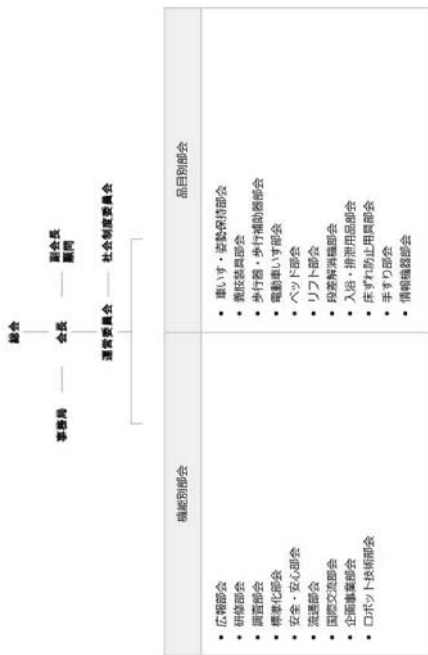 総会
事務局
会長
副会長
顧問
運営委員会
社会制度委員会
機能別部会
品目別部会
• 広報部会
• 研修部会
• 調査部会
• 標準化部会
• 安全・安心部会
• 流通部会
• 国際交流部会
• 企画事業部会
• ロボット技術部会
• 車いす・姿勢保持部会
• 義肢装具部会
• 歩行器・歩行補助器部会
• 電動車いす部会
• ベッド部会
• リフト部会
• 段差解消機部会
• 入浴・排泄用品部会
• 床ずれ防止用具部会
• 手すり部会
• 情報機器部会